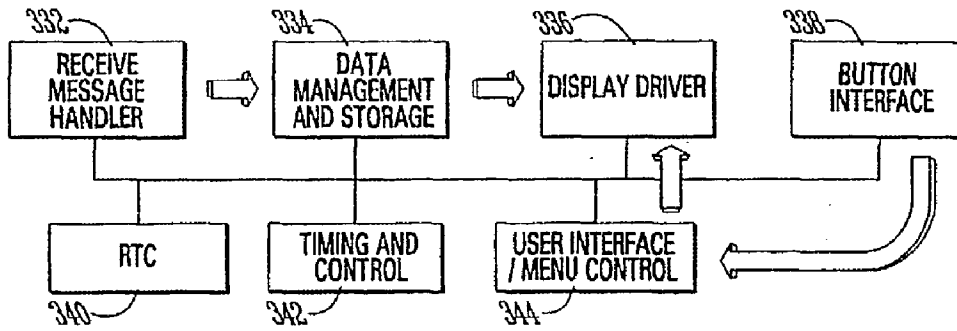 332
334
336
338
RECEIVE
MESSAGE
HANDLER
DATA
MANAGEMENT
AND STORAGE
DISPLAY DRIVER
BUTTON
INTERFACE
RTC
TIMING AND
CONTROL
USER INTERFACE
/ MENU CONTROL
340
342
344